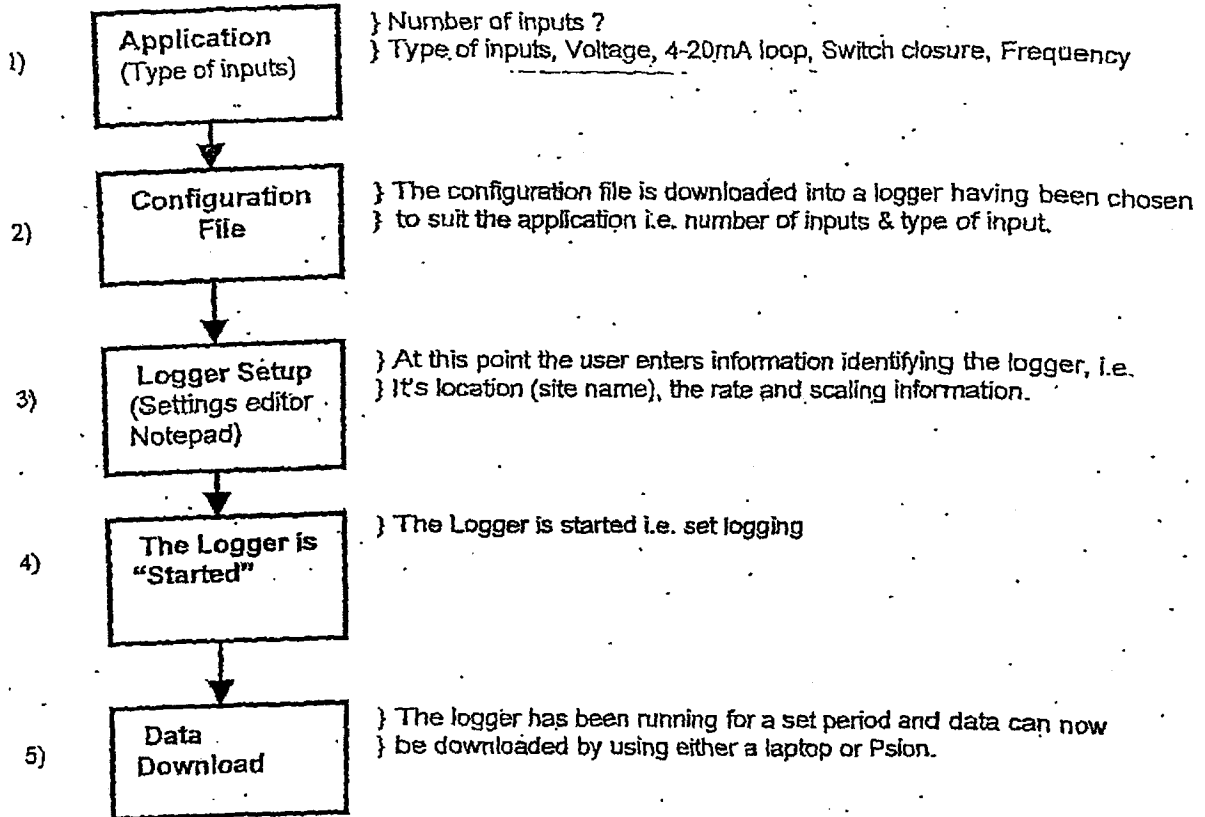 1)
Application
(Type of inputs)
} Number of inputs ?
} Type of inputs, Voltage, 4-20mA loop, Switch closure, Frequency
2)
Configuration
File
} The configuration file is downloaded into a logger having been chosen
} to suit the application i.e. number of inputs & type of input.
3)
Logger Setup
(Settings editor
Notepad)
} At this point the user enters information identifying the logger, i.e.
} It's location (site name), the rate and scaling information.
4)
The Logger is
“Started”
} The Logger is started i.e. set logging
5)
Data
Download
} The logger has been running for a set period and data can now
} be downloaded by using either a laptop or Psion.